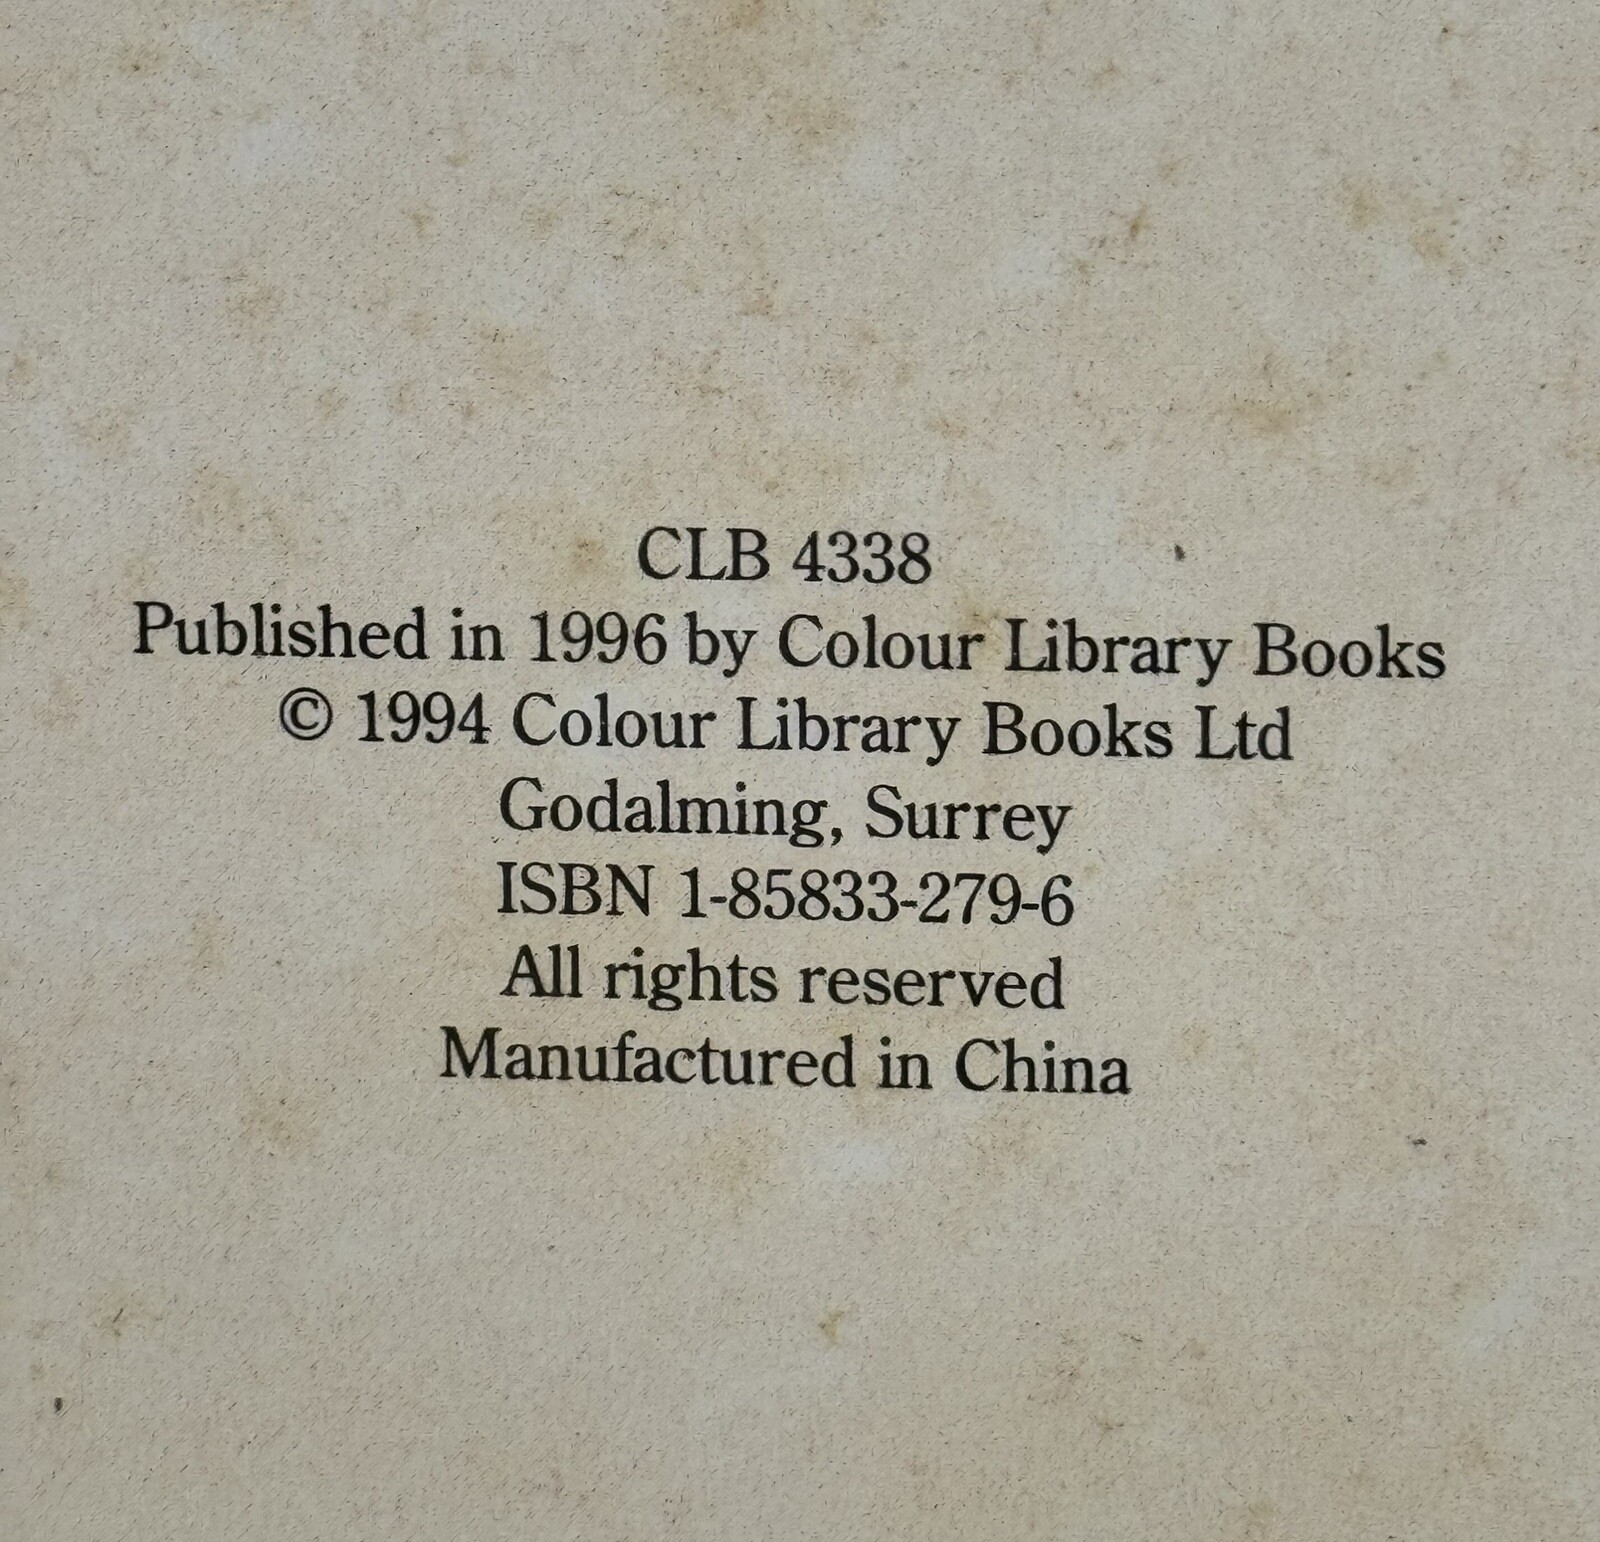 CLB 4338
Published in 1996 by Colour Library Books
© 1994 Colour Library Books Ltd
Godalming, Surrey
ISBN 1-85833-279-6
All rights reserved
Manufactured in China